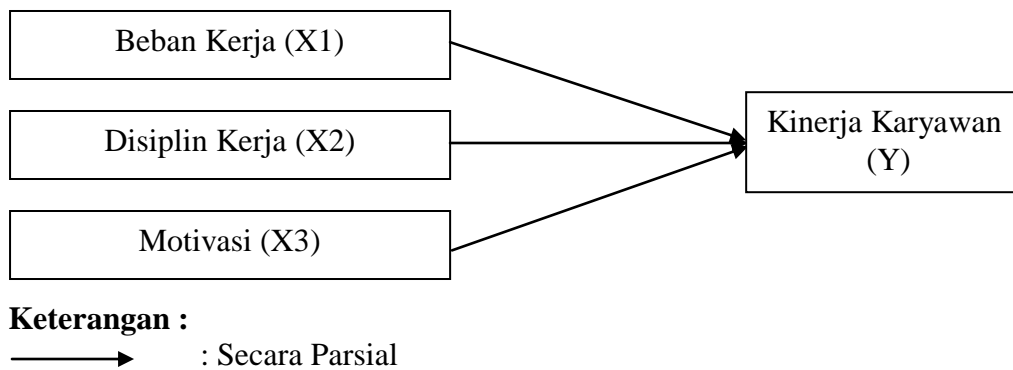 Beban Kerja (X1)
Disiplin Kerja (X2)
Kinerja Karyawan
(Y)
Motivasi (X3)
Keterangan :
: Secara Parsial